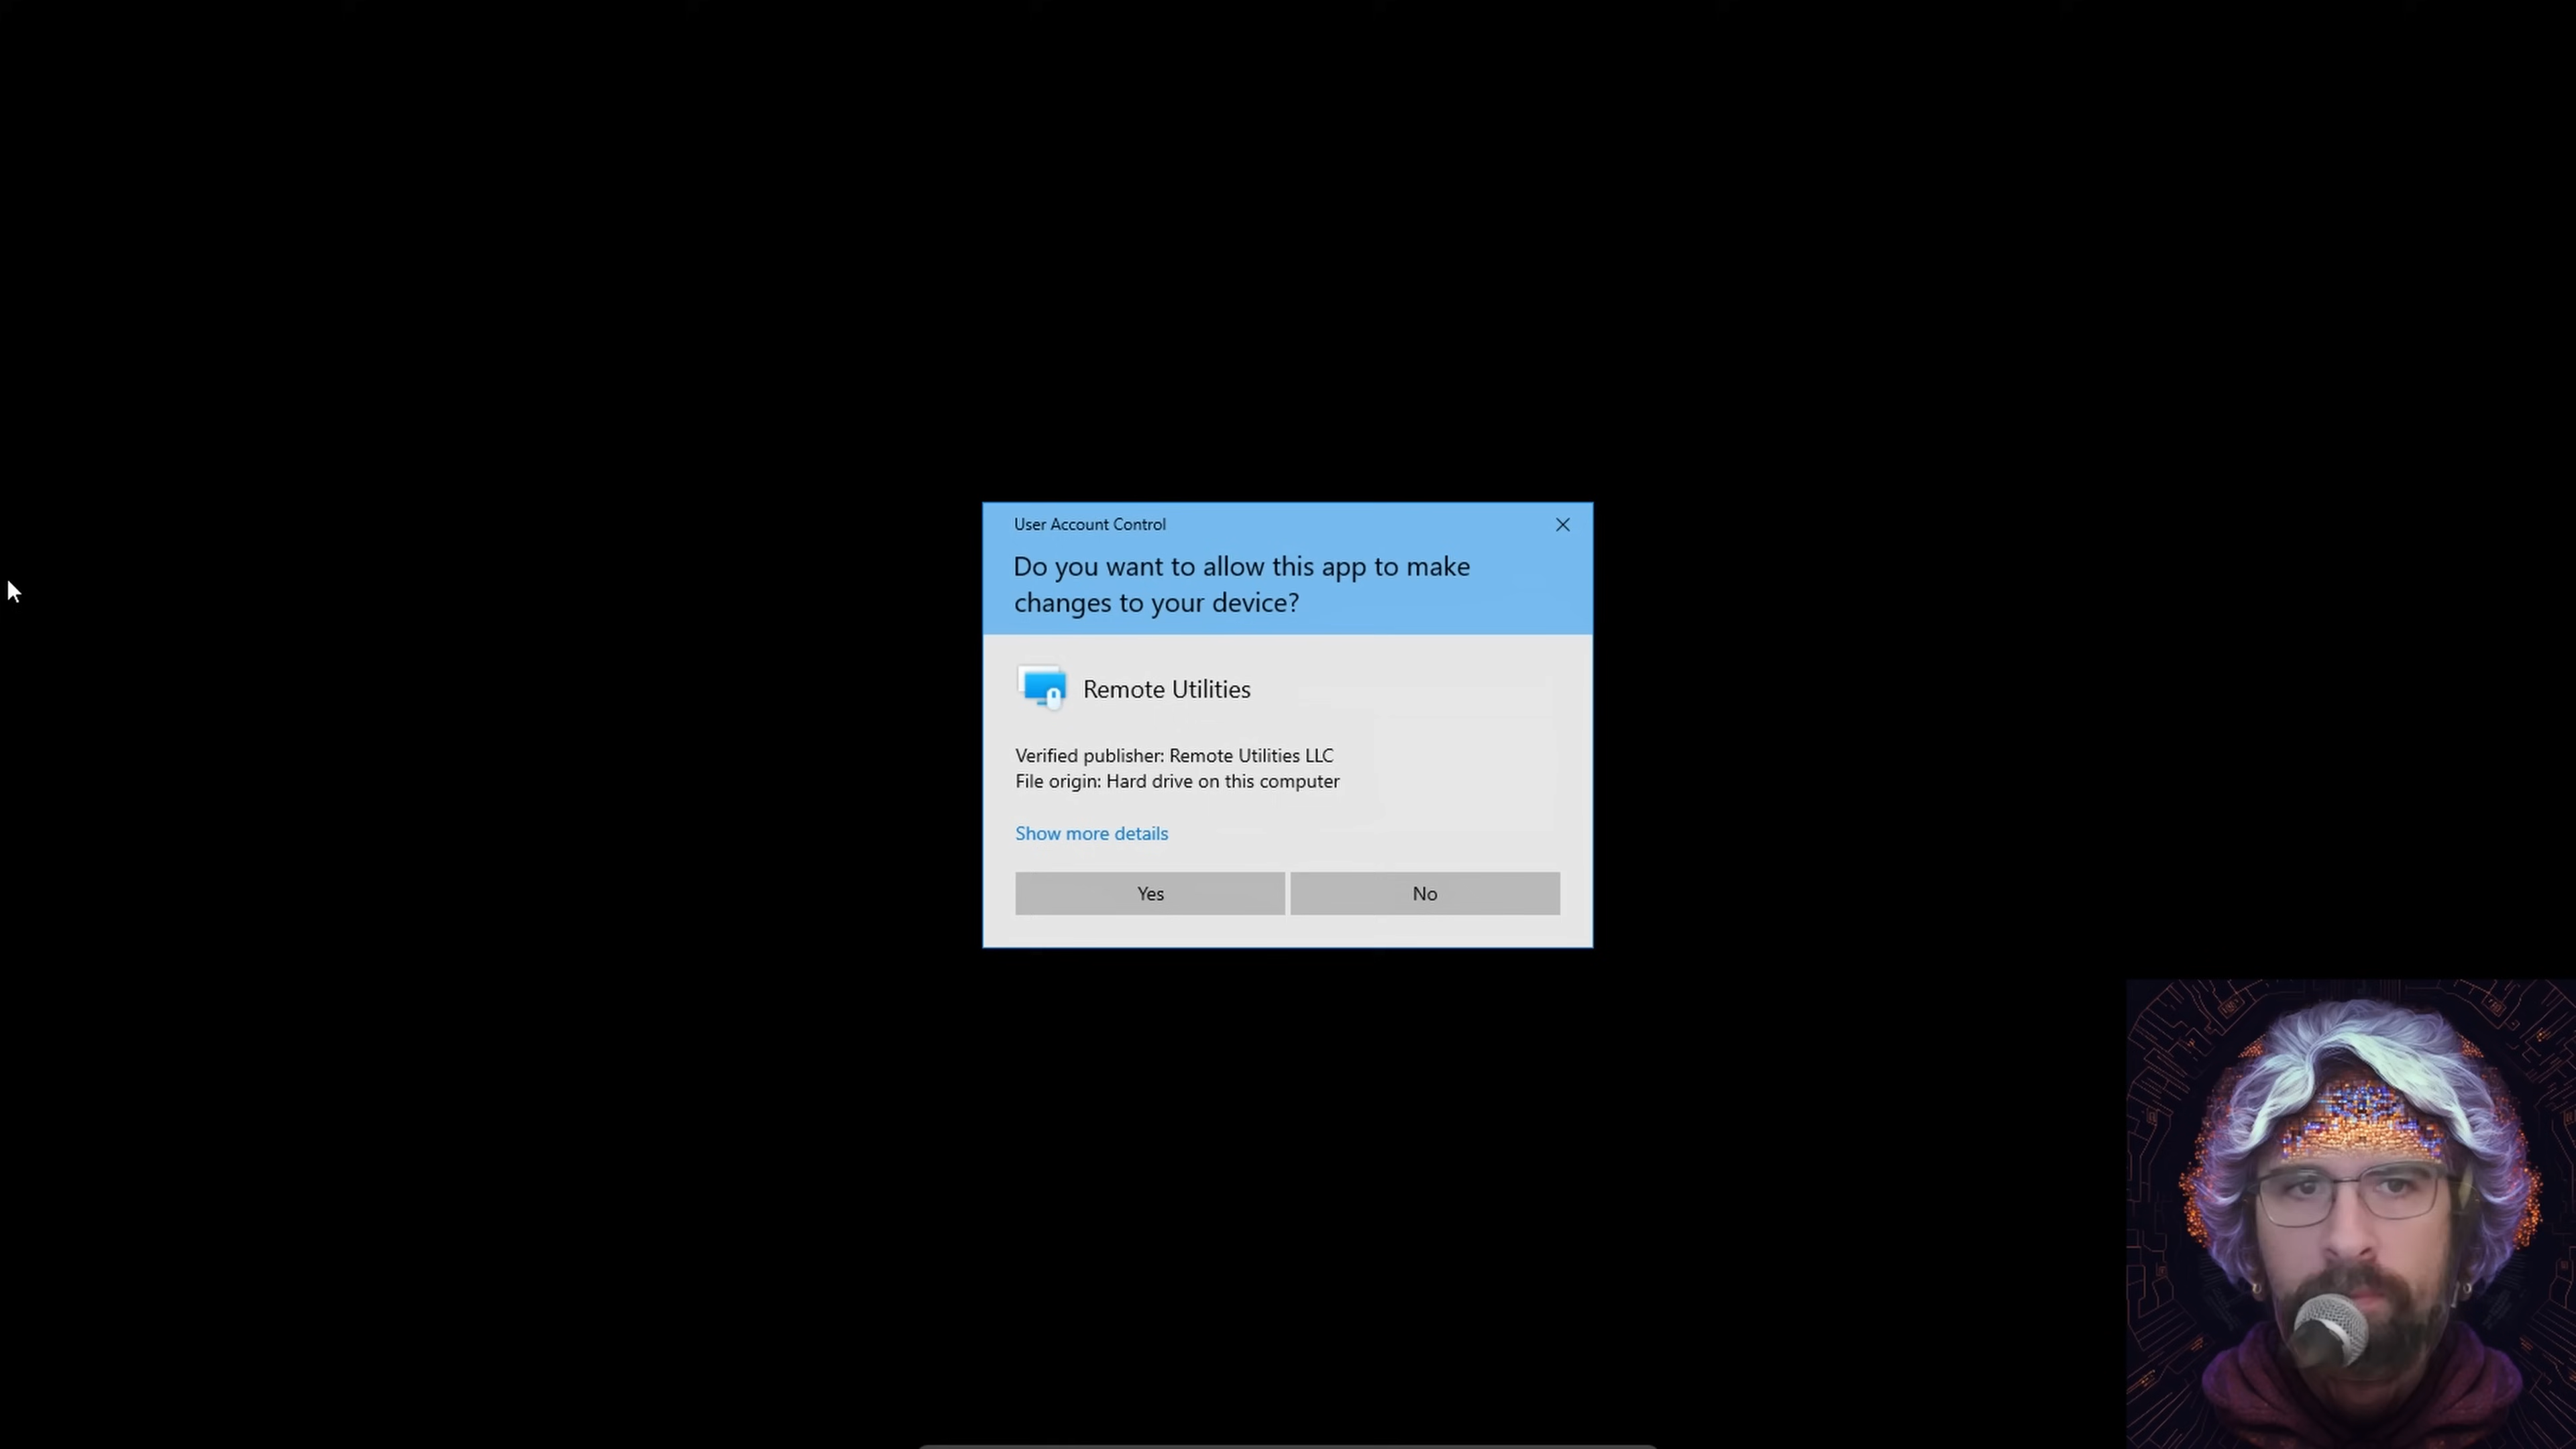 User Account Control
Do you want to allow this app to make
changes to your device?
Remote Utilities
Verified publisher: Remote Utilities LLC
File origin: Hard drive on this computer
Show more details
Yes
No